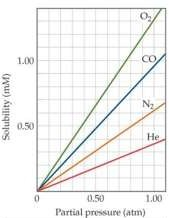 O₂
CO
N₂
He
1.00
0.50
0
0.50
1.00
Solubility (mM)
Partial pressure (atm)